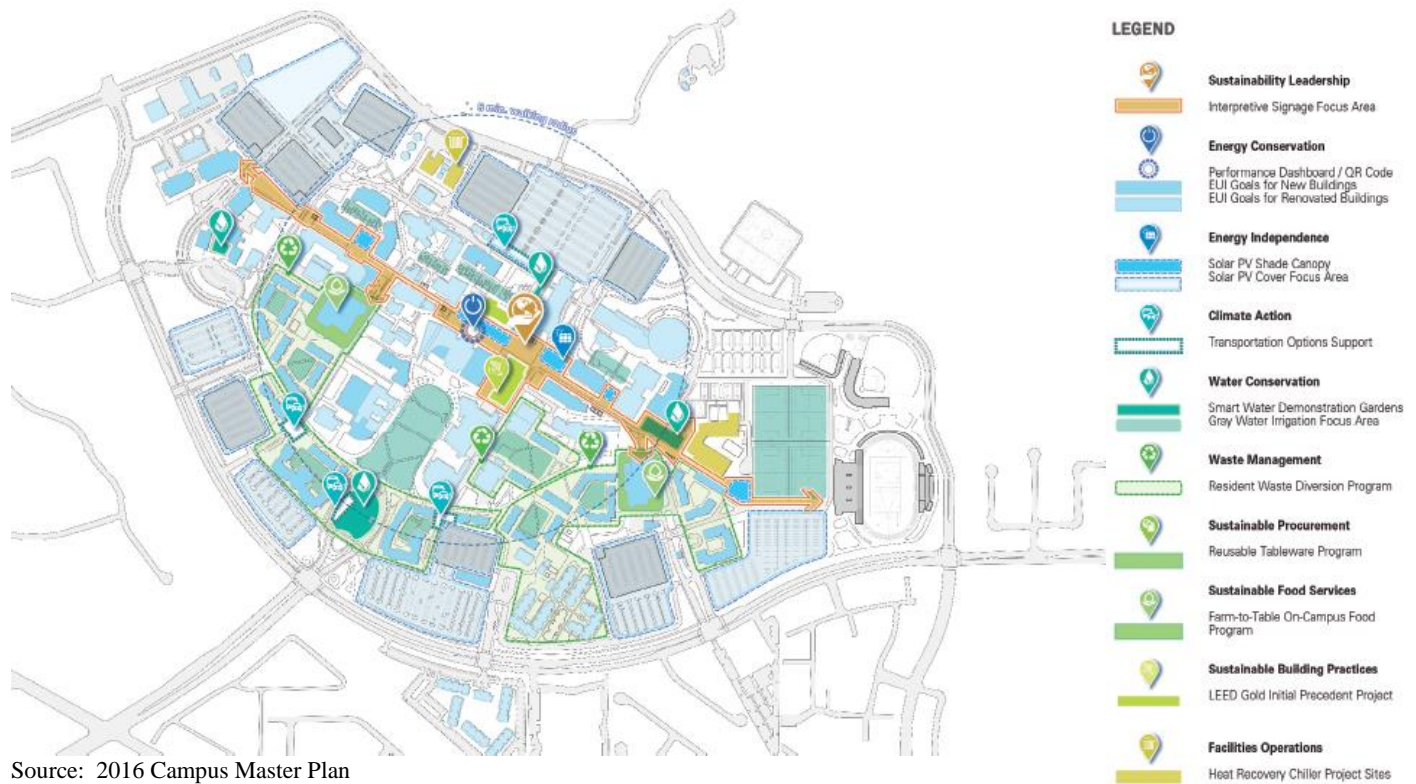 5 min. walking radius
LEGEND
Sustainability Leadership
Interpretive Signage Focus Area
Energy Conservation
Performance Dashboard / QR Code
EUI Goals for New Buildings
EUI Goals for Renovated Buildings
Energy Independence
Solar PV Shade Canopy
Solar PV Cover Focus Area
Climate Action
Transportation Options Support
Water Conservation
Smart Water Demonstration Gardens
Gray Water Irrigation Focus Area
Waste Management
Resident Waste Diversion Program
Sustainable Procurement
Reusable Tableware Program
Sustainable Food Services
Farm-to-Table On-Campus Food
Program
Sustainable Building Practices
LEED Gold Initial Precedent Project
Facilities Operations
Heat Recovery Chiller Project Sites
Source: 2016 Campus Master Plan